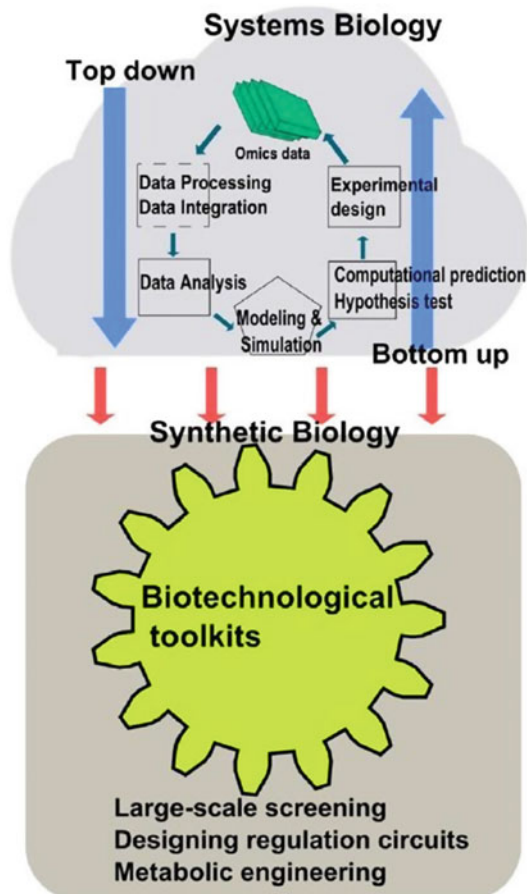 Systems Biology
Top down
Omics data
Data Processing
Data Integration
Data Analysis
Modeling &
Simulation
Computational prediction
Hypothesis test
Experimental
design
Bottom up
Synthetic Biology
Biotechnological
toolkits
Large-scale screening
Designing regulation circuits
Metabolic engineering